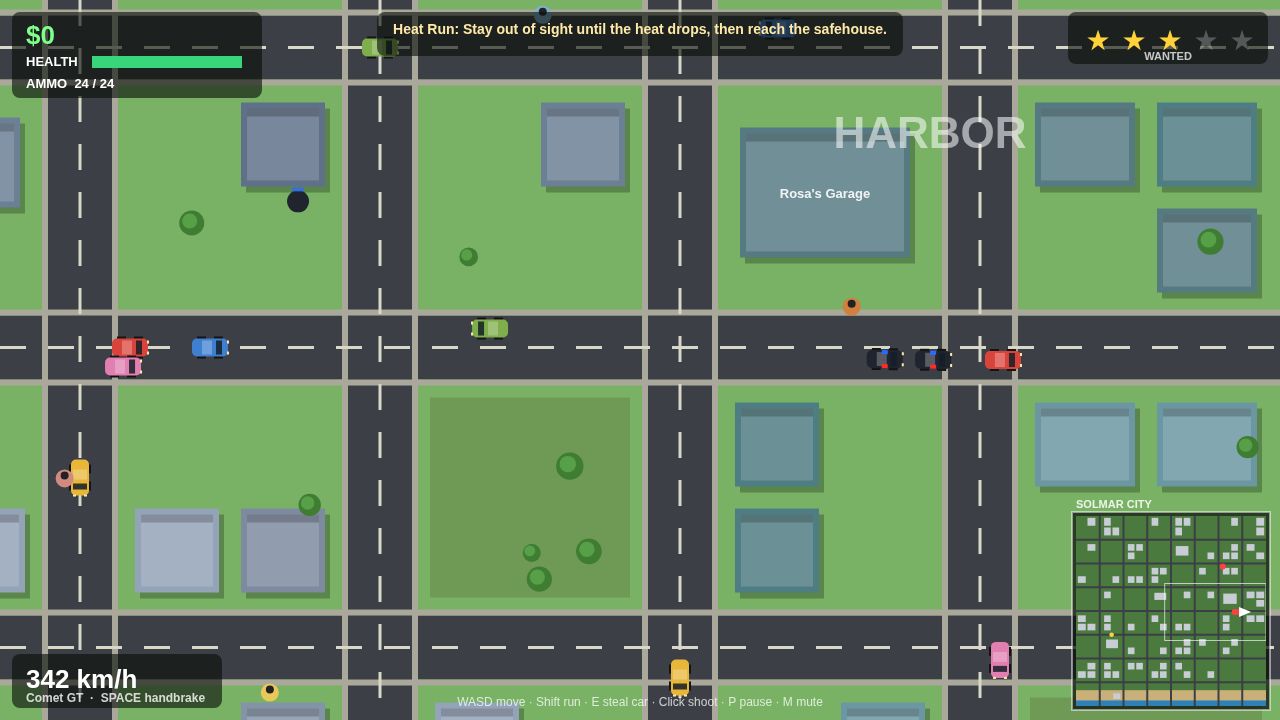 $0
HEALTH
AMMO 24 / 24
Heat Run: Stay out of sight until the heat drops, then reach the safehouse.
WANTED
HARBOR
Rosa's Garage
SOLMAR CITY
342 km/h
Comet GT · SPACE handbrake
WASD move · Shift run · E steal car · Click shoot · P pause · M mute